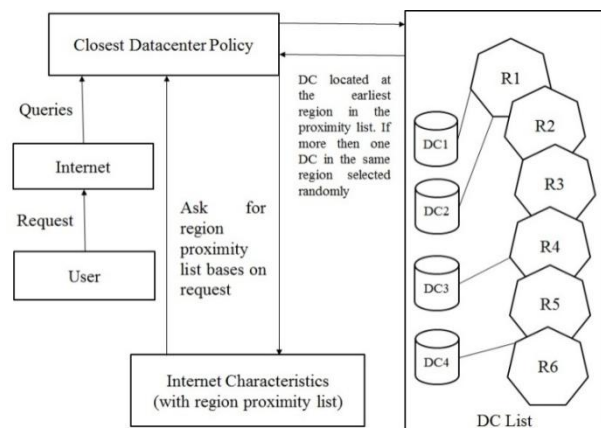 Closest Datacenter Policy
Queries
Internet
Request
User
Ask for
region
proximity
list bases on
request
Internet Characteristics
(with region proximity list)
DC located at
the earliest
region in the
proximity list. If
more then one
DC in the same
region selected
randomly
R1
R2
R3
R4
R5
R6
DC1
DC2
DC3
DC4
DC List